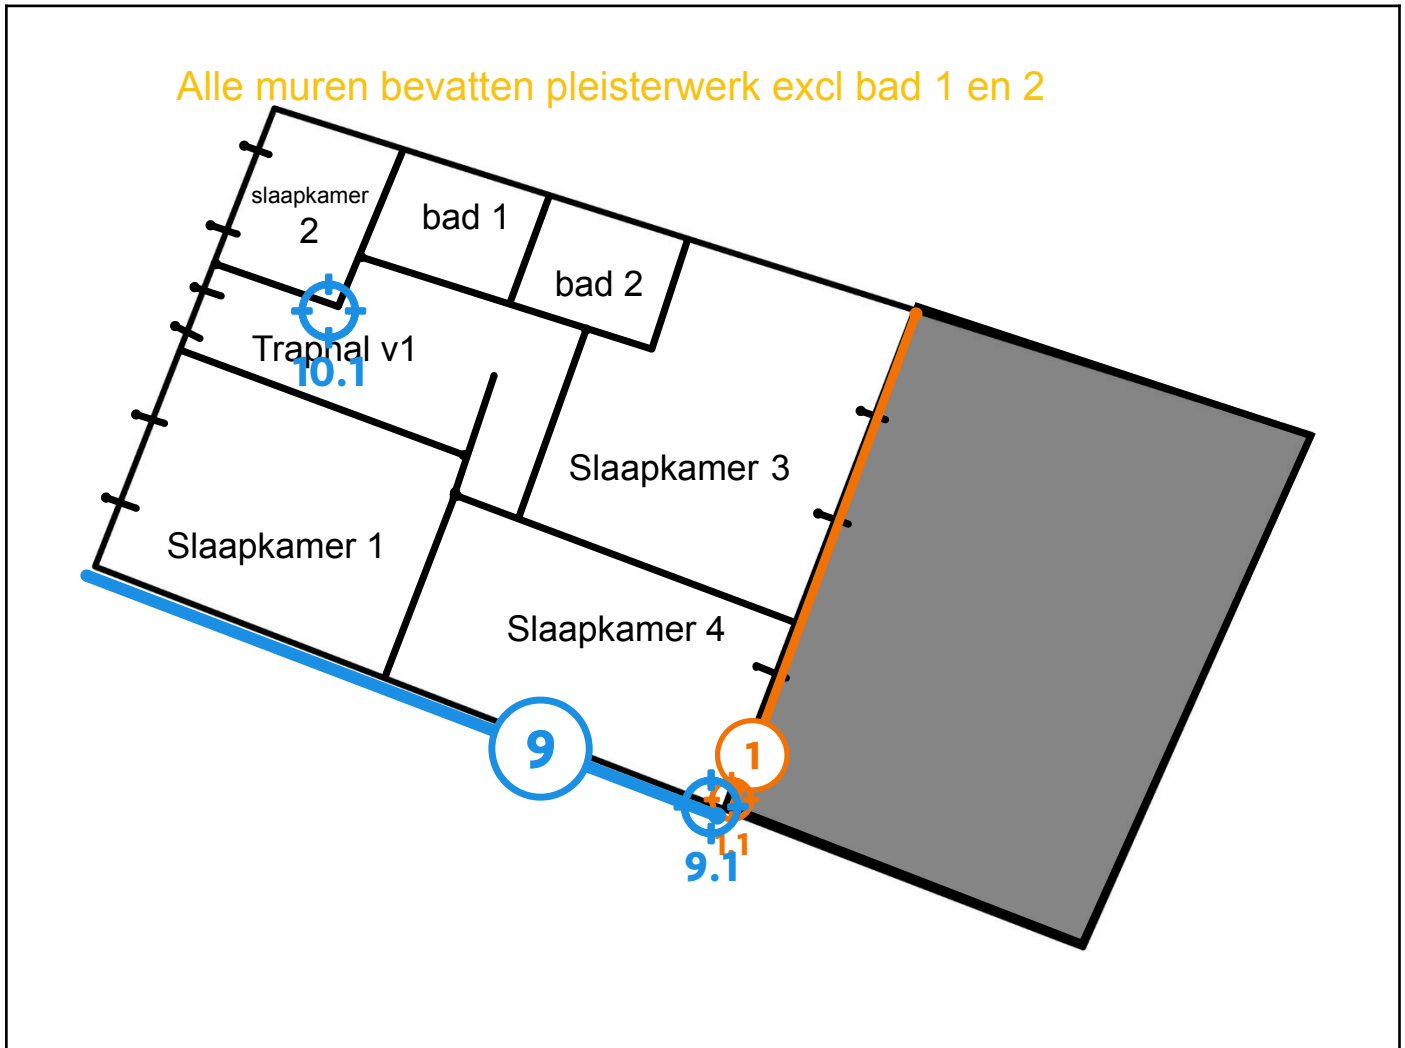 Alle muren bevatten pleisterwerk excl bad 1 en 2
slaapkamer
2
bad 1
bad 2
Traphal v1
10.1
Slaapkamer 3
Slaapkamer 1
Slaapkamer 4
9
1
1.1
9.1